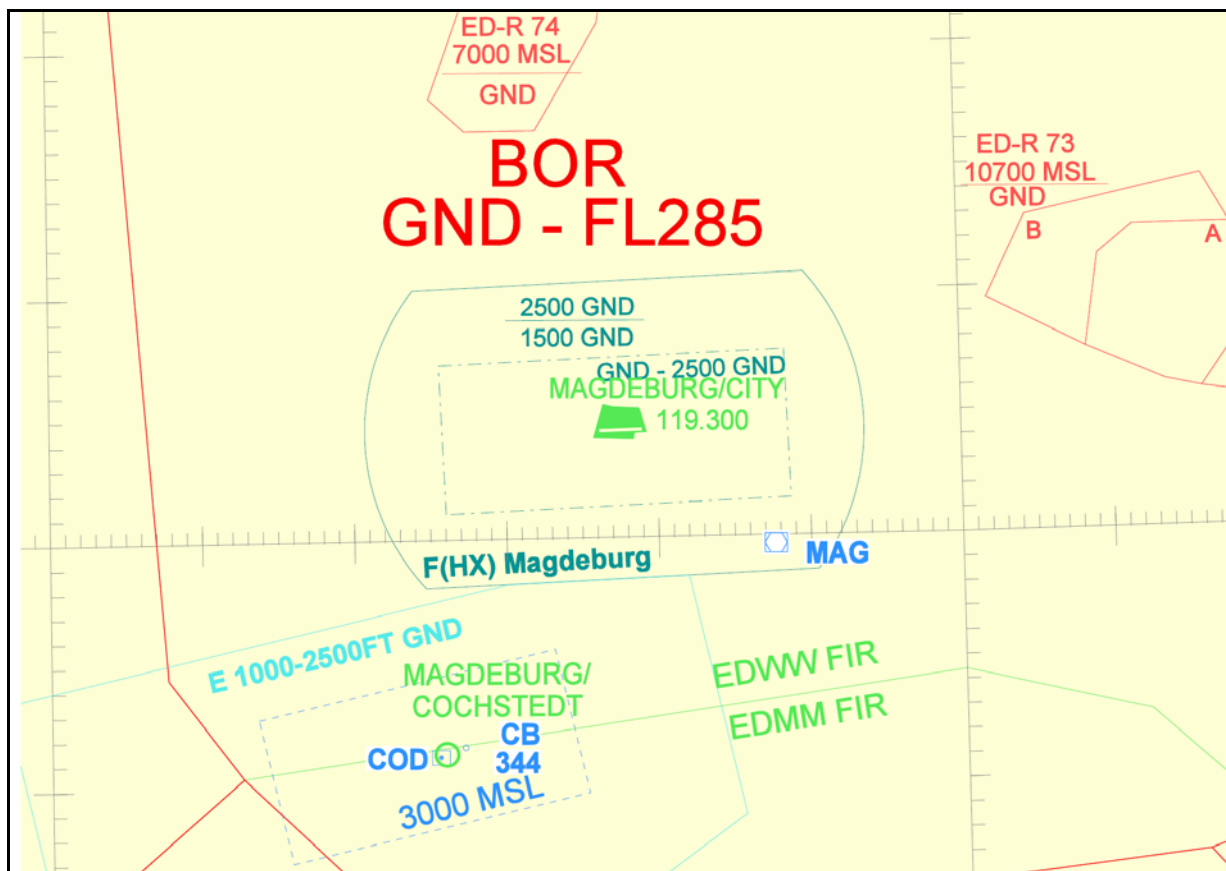 ED-R 74
7000 MSL
GND
BOR
GND - FL285
ED-R 73
10700 MSL
GND
B
A
2500 GND
1500 GND
GND - 2500 GND
MAGDEBURG/CITY
119.300
F(HX) Magdeburg
MAG
E 1000-2500FT GND
MAGDEBURG/
COCHSTEDT
EDWW FIR
EDMM FIR
COD
CB
344
3000 MSL